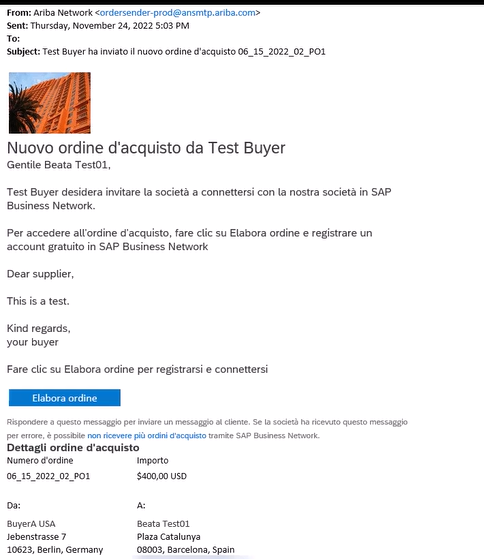 From: Ariba Network <ordersender-prod@ansmtp.ariba.com>
Sent: Thursday, November 24, 2022 5:03 PM
To:
Subject: Test Buyer ha inviato il nuovo ordine d'acquisto 06_15_2022_02_PO1
Nuovo ordine d'acquisto da Test Buyer
Gentile Beata Test01,
Test Buyer desidera invitare la società a connettersi con la nostra società in SAP
Business Network.
Per accedere all'ordine d'acquisto, fare clic su Elabora ordine e registrare un
account gratuito in SAP Business Network
Dear supplier,
This is a test.
Kind regards,
your buyer
Fare clic su Elabora ordine per registrarsi e connettersi
Elabora ordine
Rispondere a questo messaggio per inviare un messaggio al cliente. Se la società ha ricevuto questo messaggio
per errore, è possibile non ricevere più ordini d'acquisto tramite SAP Business Network.
Dettagli ordine d'acquisto
Numero d'ordine Importo
06_15_2022_02_PO1 $400,00 USD
Da: A:
BuyerA USA Beata Test01
Jebenstrasse 7 Plaza Catalunya
10623, Berlin, Germany 08003, Barcelona, Spain